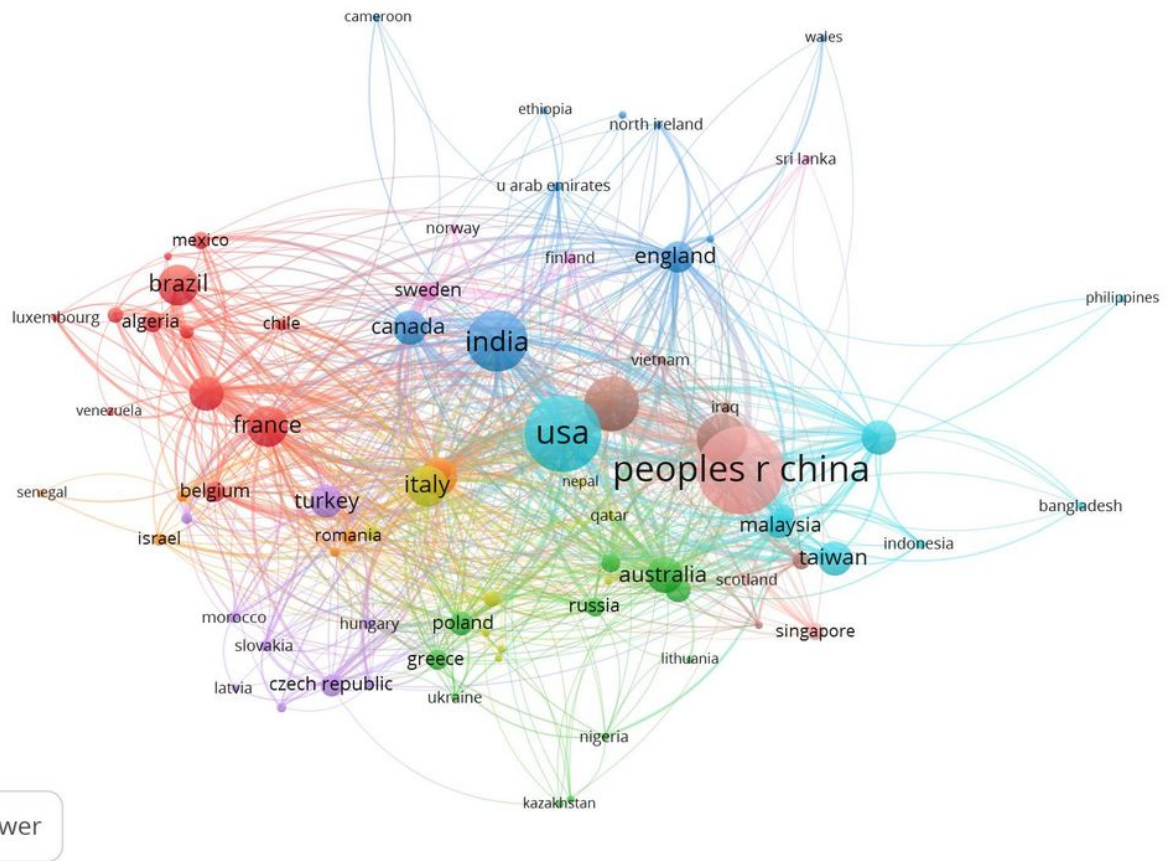 cameroon
wales
ethiopia
north ireland
sri lanka
u arab emirates
norway
mexico
england
finland
brazil
sweden
philippines
luxembourg
algeria
chile
canada
india
vietnam
venezuela
iraq
france
usa
peoples r china
italy
nepal
senegal
belgium
turkey
bangladesh
qatar
malaysia
israel
romania
indonesia
taiwan
australia
scotland
russia
morocco
hungary
poland
singapore
slovakia
greece
lithuania
latvia
czech republic
ukraine
nigeria
kazakhstan
wer